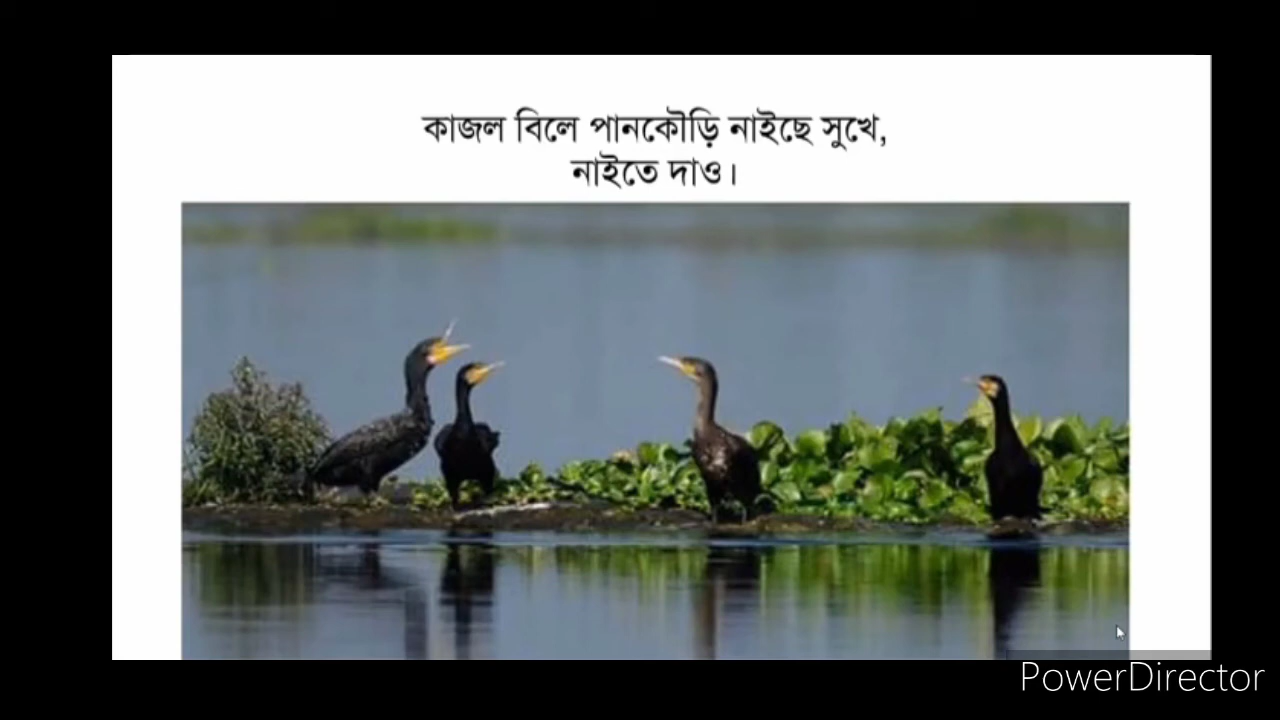 কাজল বিলে পানকৌড়ি নাইছে সুখে,
নাইতে দাও।
PowerDirector